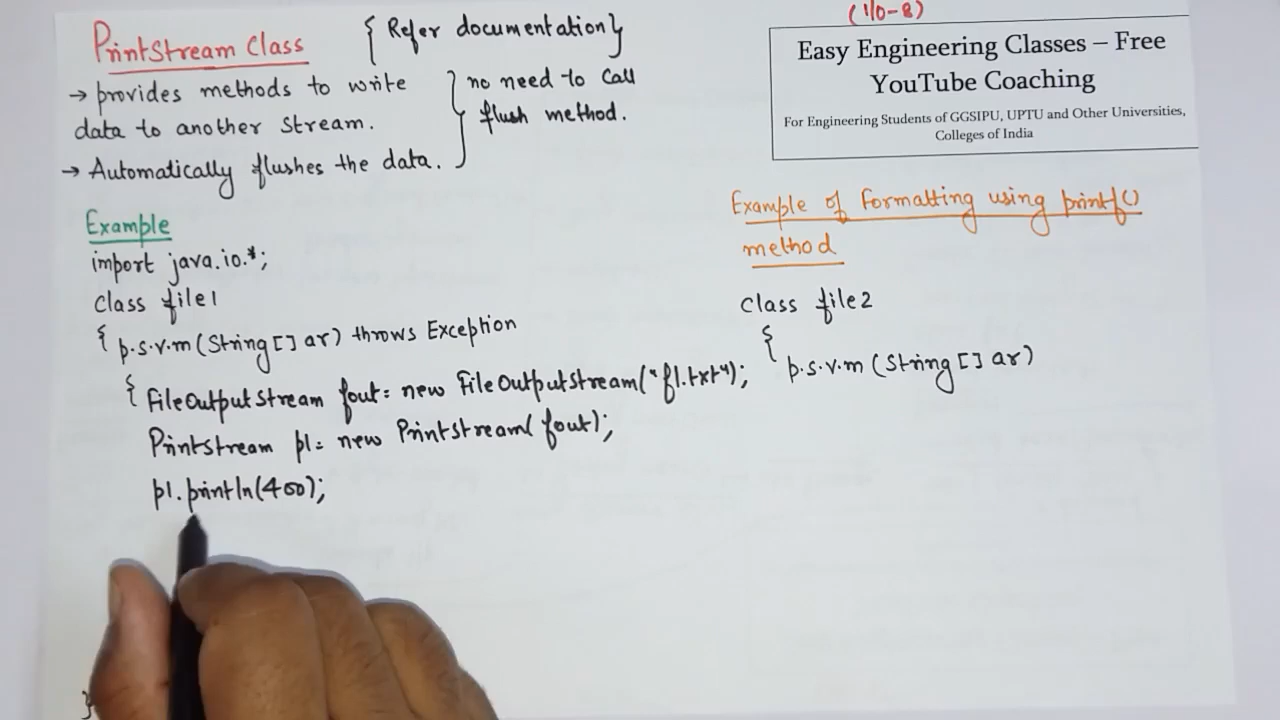 PrintStream Class
{ Refer documentation}
→ provides methods to write
data to another Stream.
→ Automatically flushes the data.
no need to call
flush method.
(I/O-8)
Easy Engineering Classes – Free
YouTube Coaching
For Engineering Students of GGSIPU, UPTU and Other Universities,
Colleges of India
Example
import java.io.*;
class file1
{ p.s.v.m (String [] ar) throws Exception
{ FileOutputStream fout= new FileOutputStream("f1.txt");
PrintStream p1= new PrintStream( fout);
p1.println(400);
}
Example of Formatting using printf()
method
class file2
{
p.s.v.m (String [] ar)